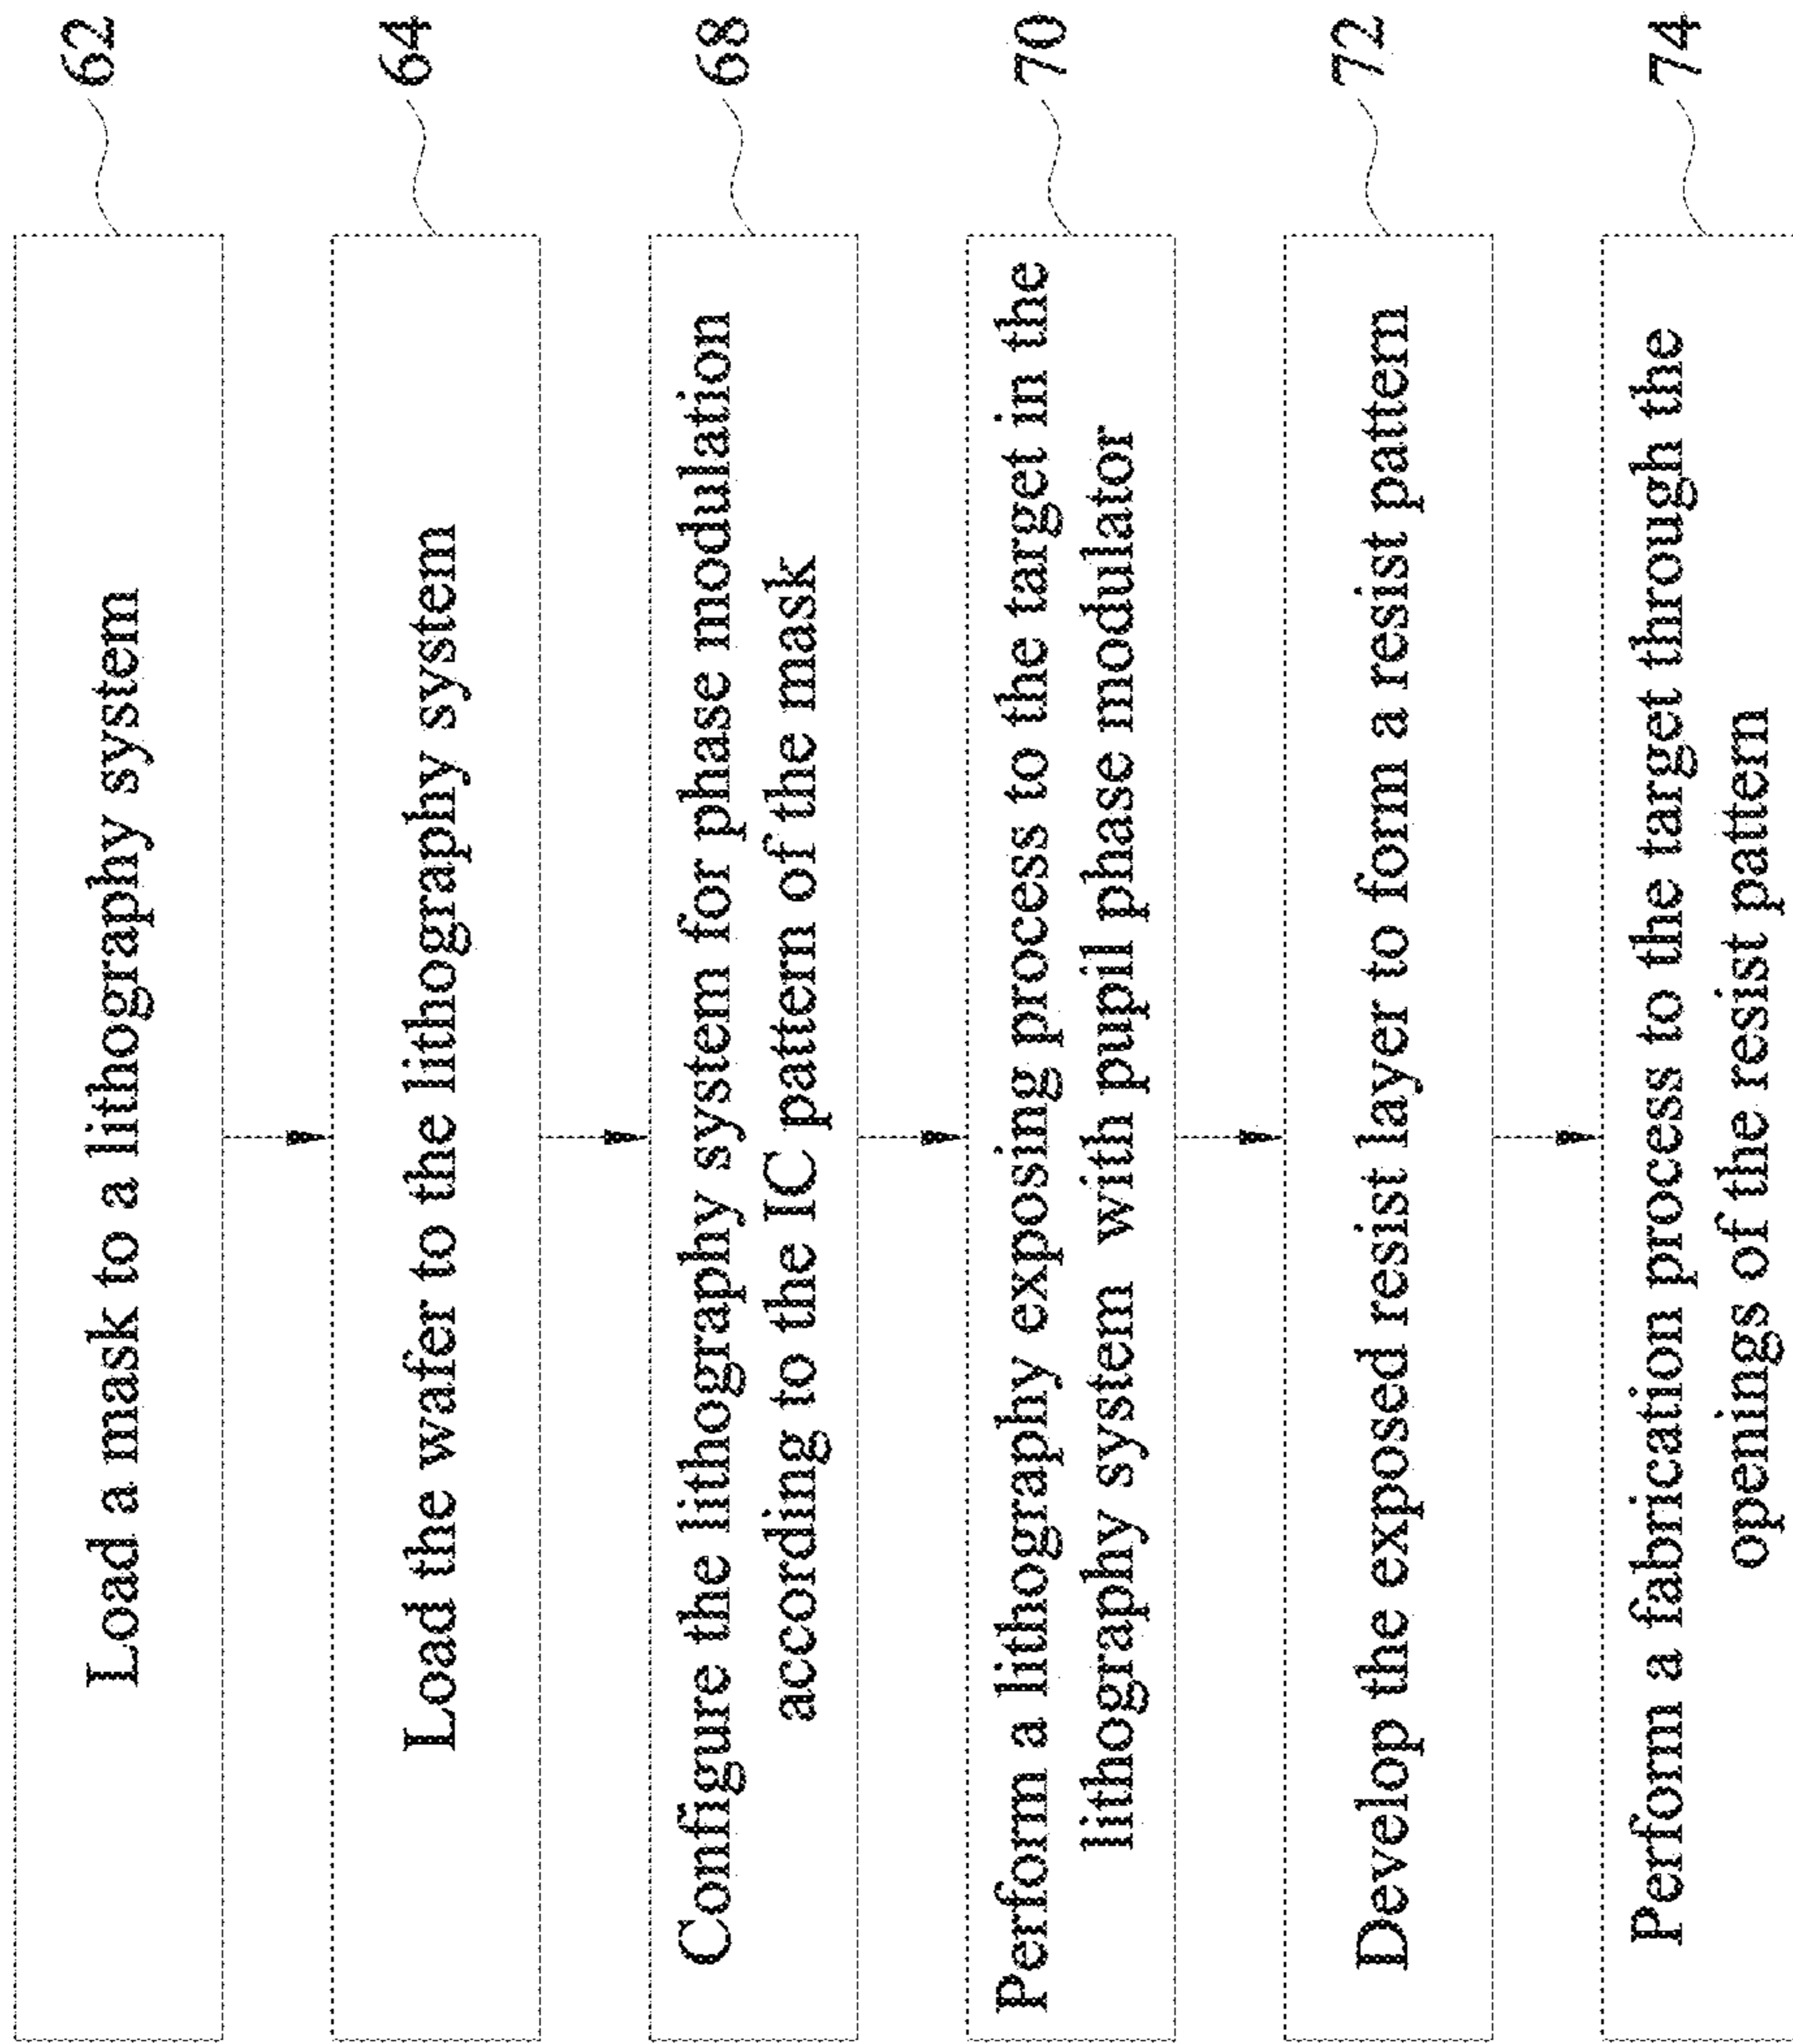 Load a mask to a lithography system
62
Load the wafer to the lithography system
64
Configure the lithography system for phase modulation
according to the IC pattern of the mask
68
Perform a lithography exposing process to the target in the
lithography system with pupil phase modulator
70
Develop the exposed resist layer to form a resist pattern
72
Perform a fabrication process to the target through the
openings of the resist pattern
74